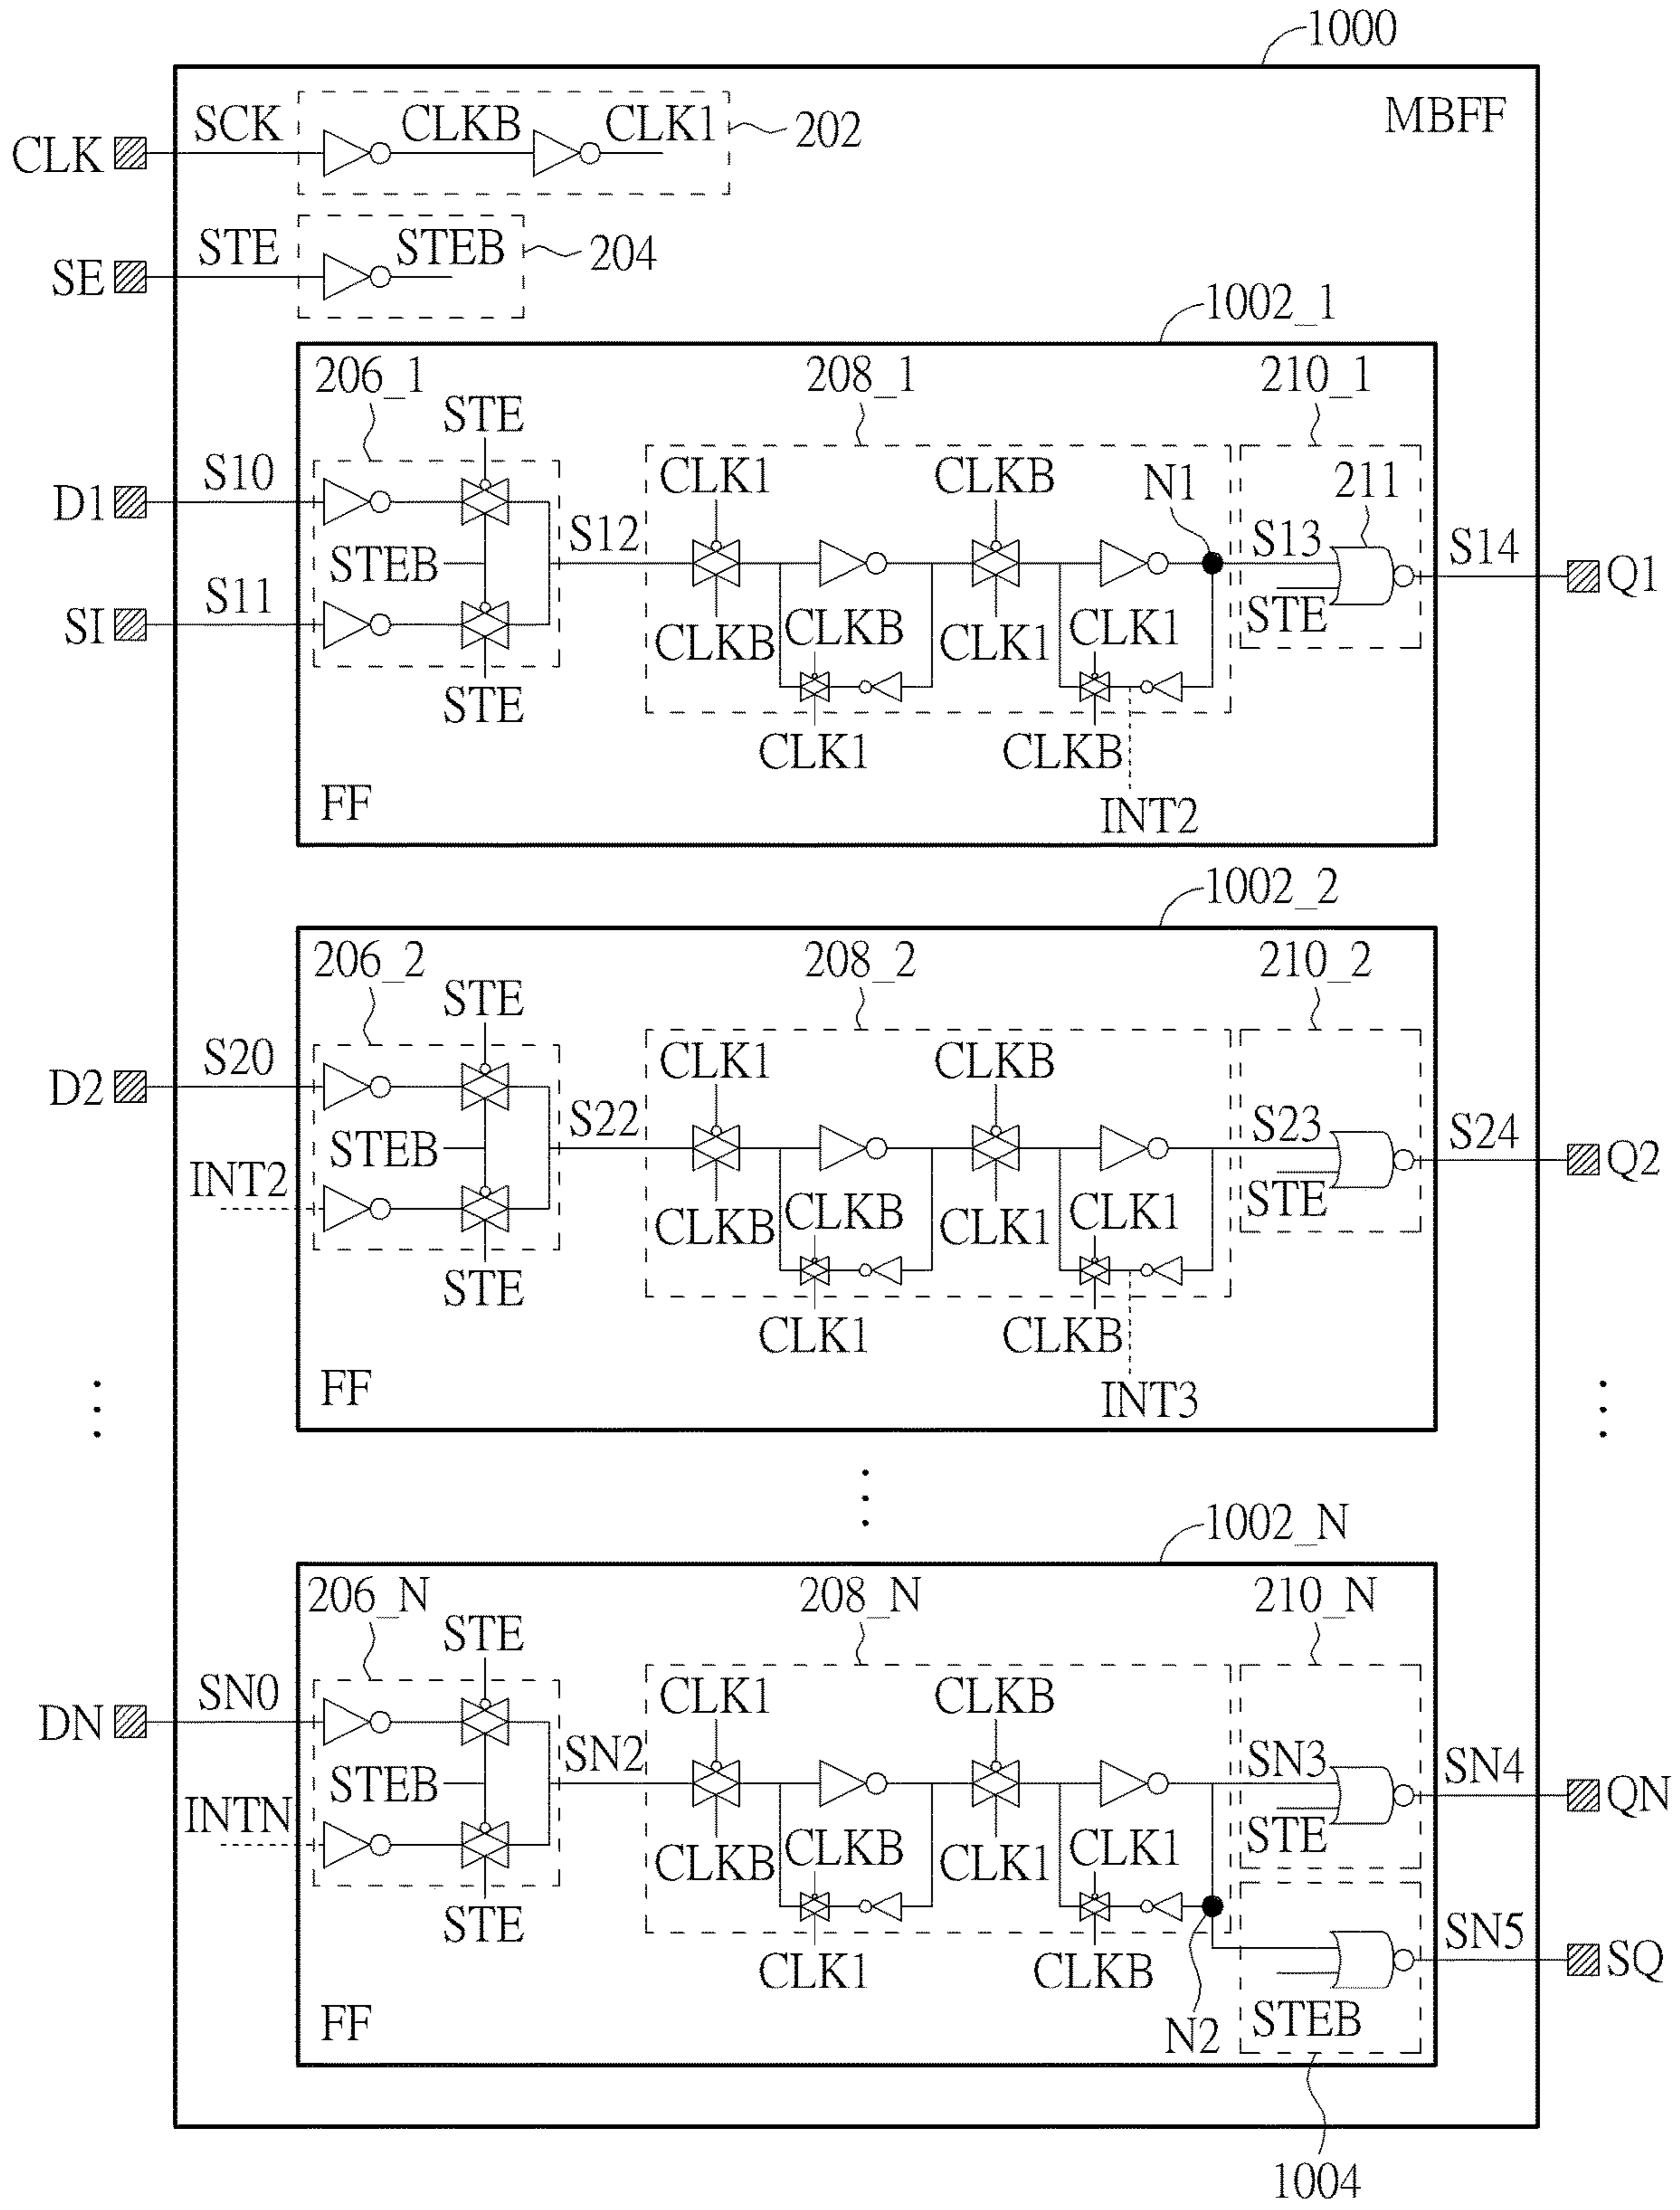 1000
MBFF
CLK SCK CLKB CLK1 202
SE STE STEB 204
1002_1
206_1 208_1 210_1
STE
D1 S10 CLK1 CLKB N1 211
STEB S12 S13 S14 Q1
SI S11 CLKB CLKB CLK1 CLK1 STE
STE CLK1 CLKB
FF INT2
1002_2
206_2 208_2 210_2
STE
D2 S20 CLK1 CLKB
STEB S22 S23 S24 Q2
INT2 CLKB CLKB CLK1 CLK1 STE
STE CLK1 CLKB
FF INT3
1002_N
206_N 208_N 210_N
STE
DN SN0 CLK1 CLKB
STEB SN2 SN3 SN4 QN
INTN CLKB CLKB CLK1 CLK1 STE
STE CLK1 CLKB SN5 SQ
FF N2 STEB
1004